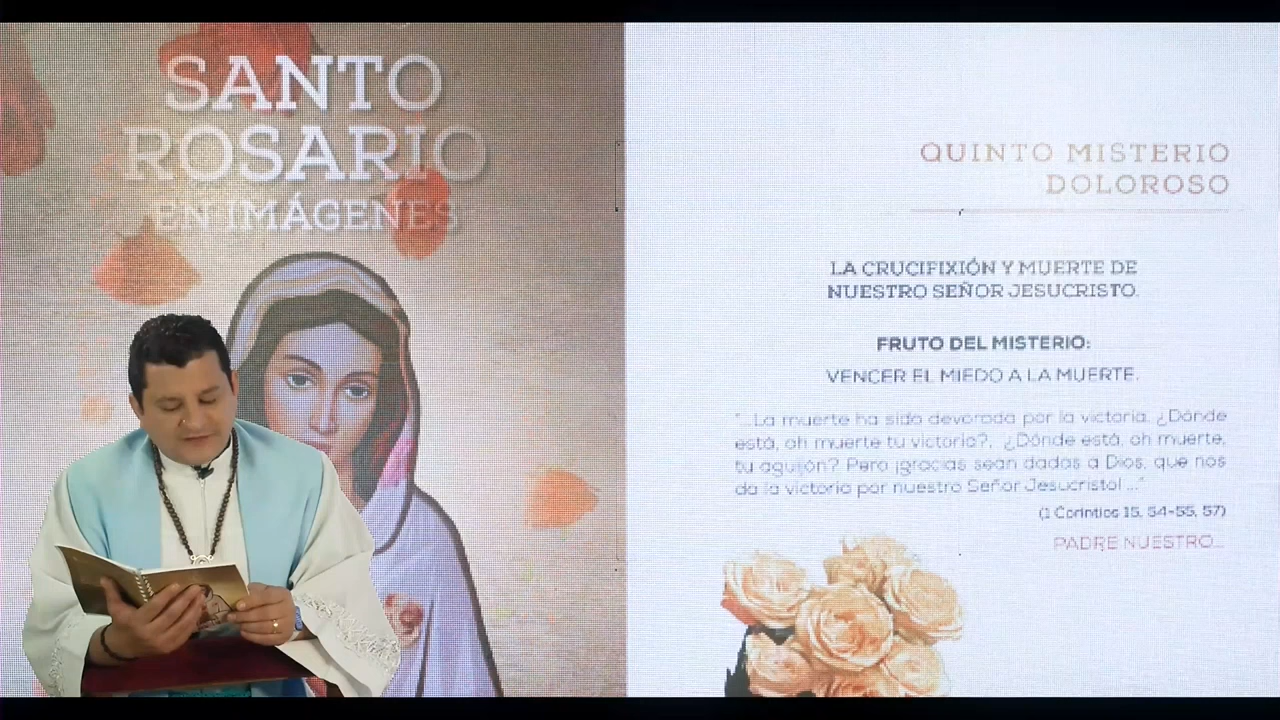 SANTO
ROSARIO
EN IMÁGENES
QUINTO MISTERIO
DOLOROSO
LA CRUCIFIXIÓN Y MUERTE DE
NUESTRO SEÑOR JESUCRISTO.
FRUTO DEL MISTERIO:
VENCER EL MIEDO A LA MUERTE.
"...La muerte ha sido devorada por la victoria. ¿Dónde
está, oh muerte tu victoria?, ¿Dónde está, oh muerte,
tu aguijón? Pero ¡gracias sean dadas a Dios, que nos
da la victoria por nuestro Señor Jesucristo! ..."
(1 Corintios 15, 54-55, 57)
PADRE NUESTRO...